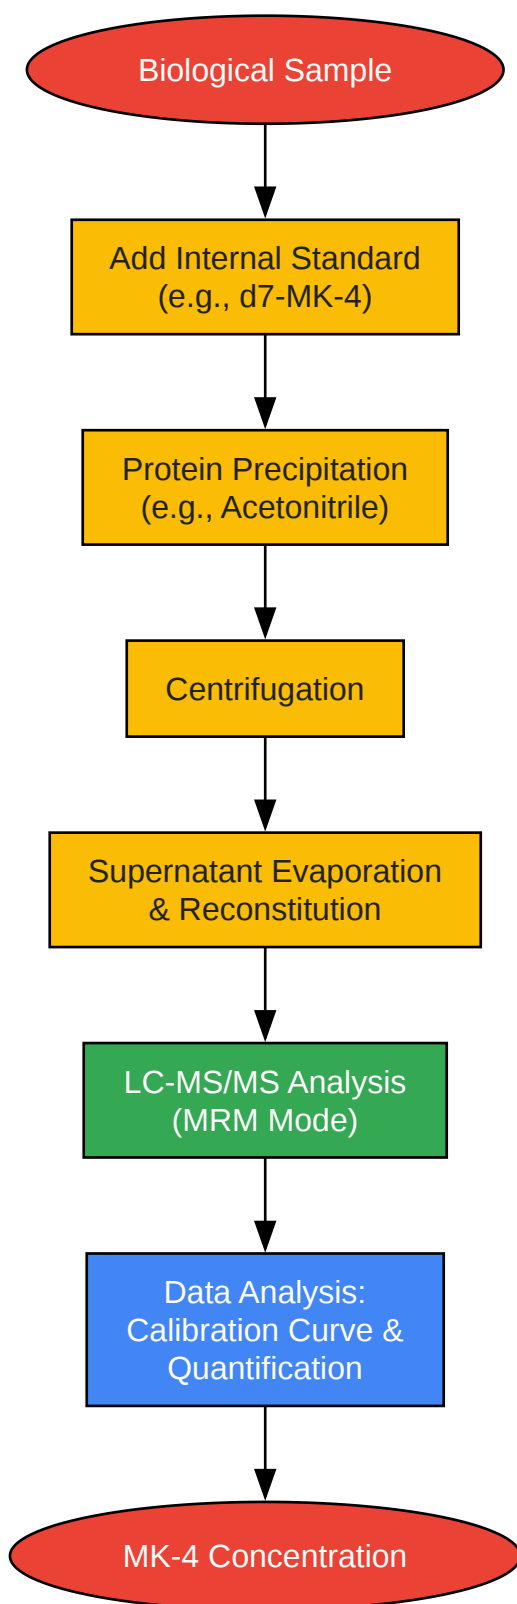 Biological Sample
Add Internal Standard
(e.g., d7-MK-4)
Protein Precipitation
(e.g., Acetonitrile)
Centrifugation
Supernatant Evaporation
& Reconstitution
LC-MS/MS Analysis
(MRM Mode)
Data Analysis:
Calibration Curve &
Quantification
MK-4 Concentration